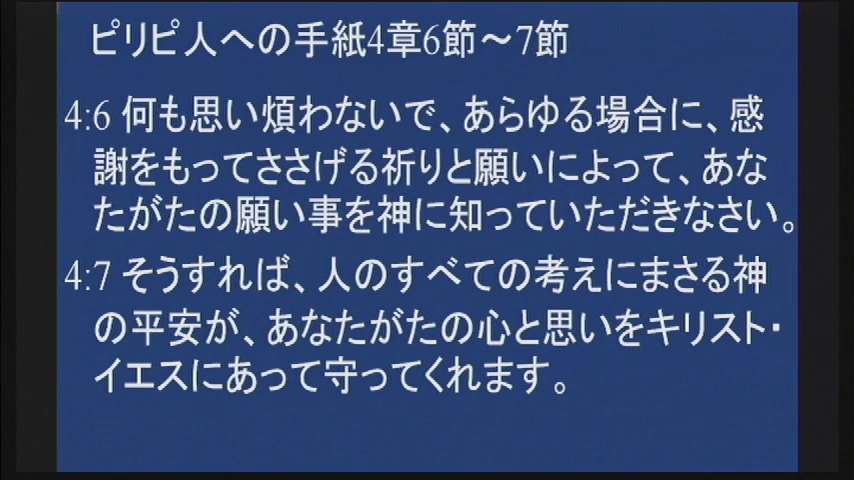 ピリピ人への手紙4章6節～7節
4:6 何も思い煩わないで、あらゆる場合に、感
謝をもってささげる祈りと願いによって、あな
たがたの願い事を神に知っていただきなさい。
4:7 そうすれば、人のすべての考えにまさる神
の平安が、あなたがたの心と思いをキリスト・
イエスにあって守ってくれます。